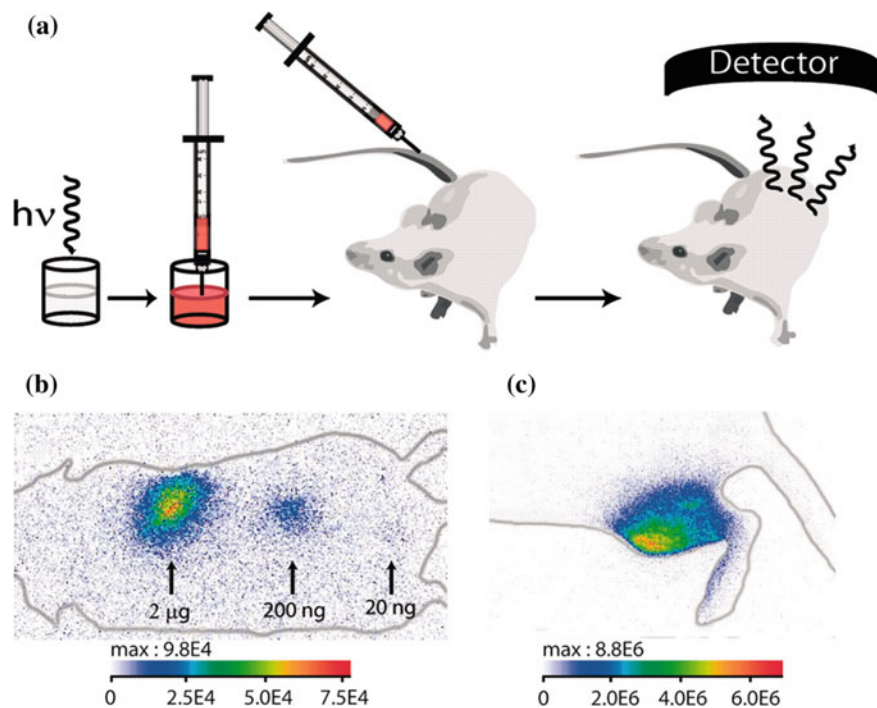 (a)
Detector
hν
(b)
(c)
2 μg
200 ng
20 ng
max : 9.8E4
0 2.5E4 5.0E4 7.5E4
max : 8.8E6
0 2.0E6 4.0E6 6.0E6